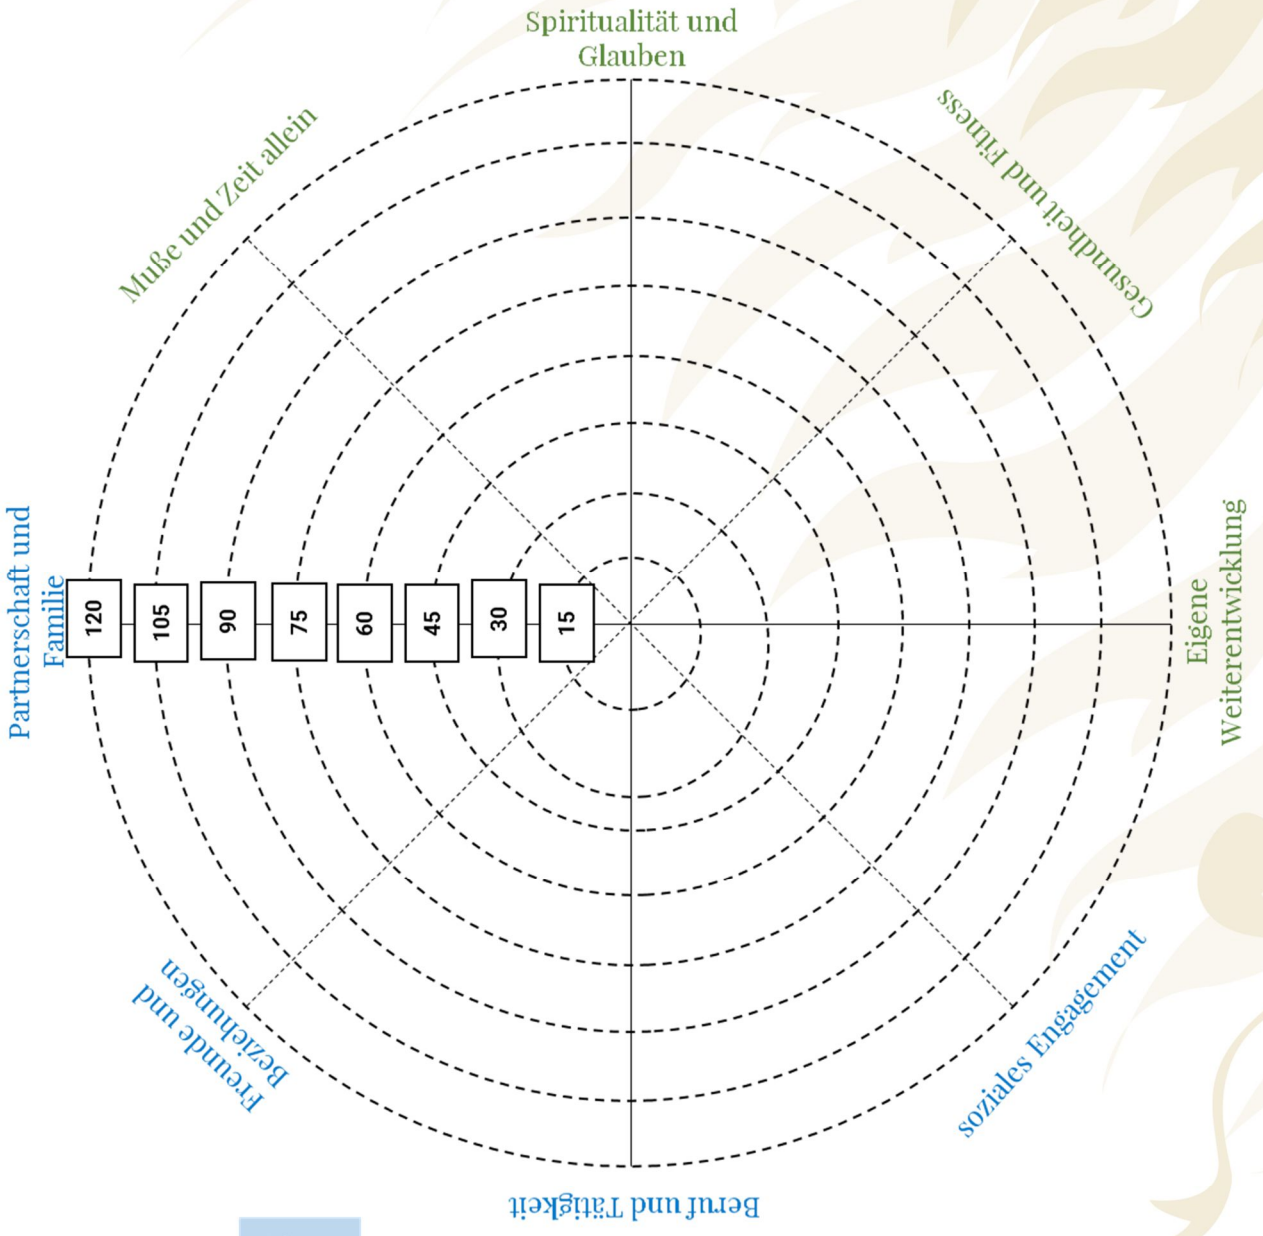 Spiritualität und
Glauben
Gesundheit und Fitness
Eigene
Weiterentwicklung
soziales Engagement
Beruf und Tätigkeit
Freunde und
Beziehungen
Partnerschaft und
Familie
Muße und Zeit allein
120
105
90
75
60
45
30
15